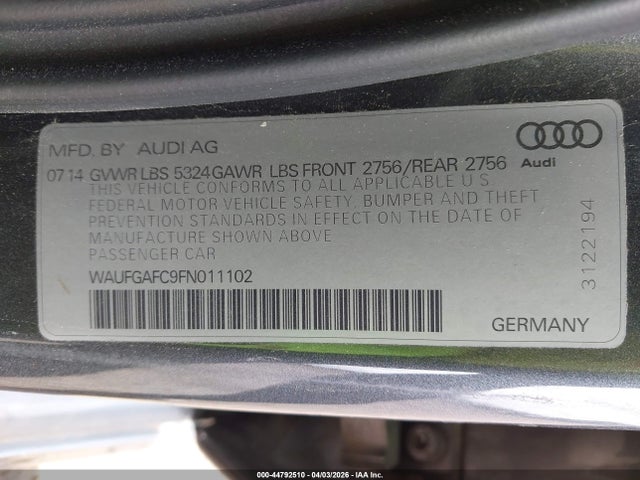 MFD. BY AUDI AG
07 14 GVWR LBS 5324 GAWR LBS FRONT 2756/REAR 2756
Audi
THIS VEHICLE CONFORMS TO ALL APPLICABLE U S
FEDERAL MOTOR VEHICLE SAFETY, BUMPER AND THEFT
PREVENTION STANDARDS IN EFFECT ON THE DATE OF
MANUFACTURE SHOWN ABOVE
PASSENGER CAR
WAUFGAFC9FN011102
3122194
GERMANY
000-44792510 - 04/03/2026 - IAA Inc.